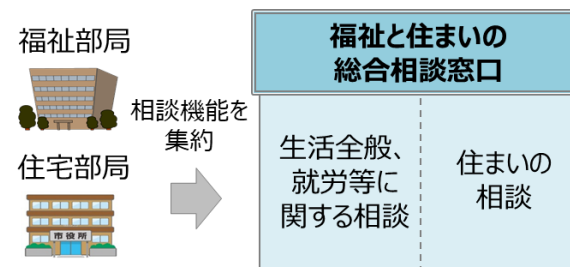 福祉部局
住宅部局
市役所
相談機能を
集約
福祉と住まいの
総合相談窓口
生活全般、
就労等に
関する相談
住まいの
相談